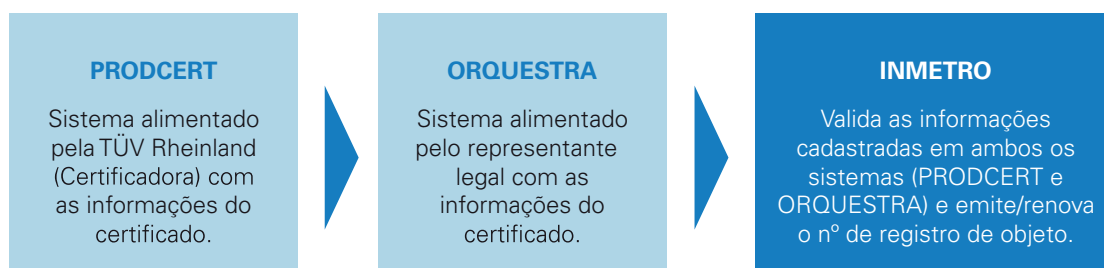 PRODCERT
Sistema alimentado
pela TÜV Rheinland
(Certificadora) com
as informações do
certificado.
ORQUESTRA
Sistema alimentado
pelo representante
legal com as
informações do
certificado.
INMETRO
Valida as informações
cadastradas em ambos os
sistemas (PRODCERT e
ORQUESTRA) e emite/renova
o nº de registro de objeto.